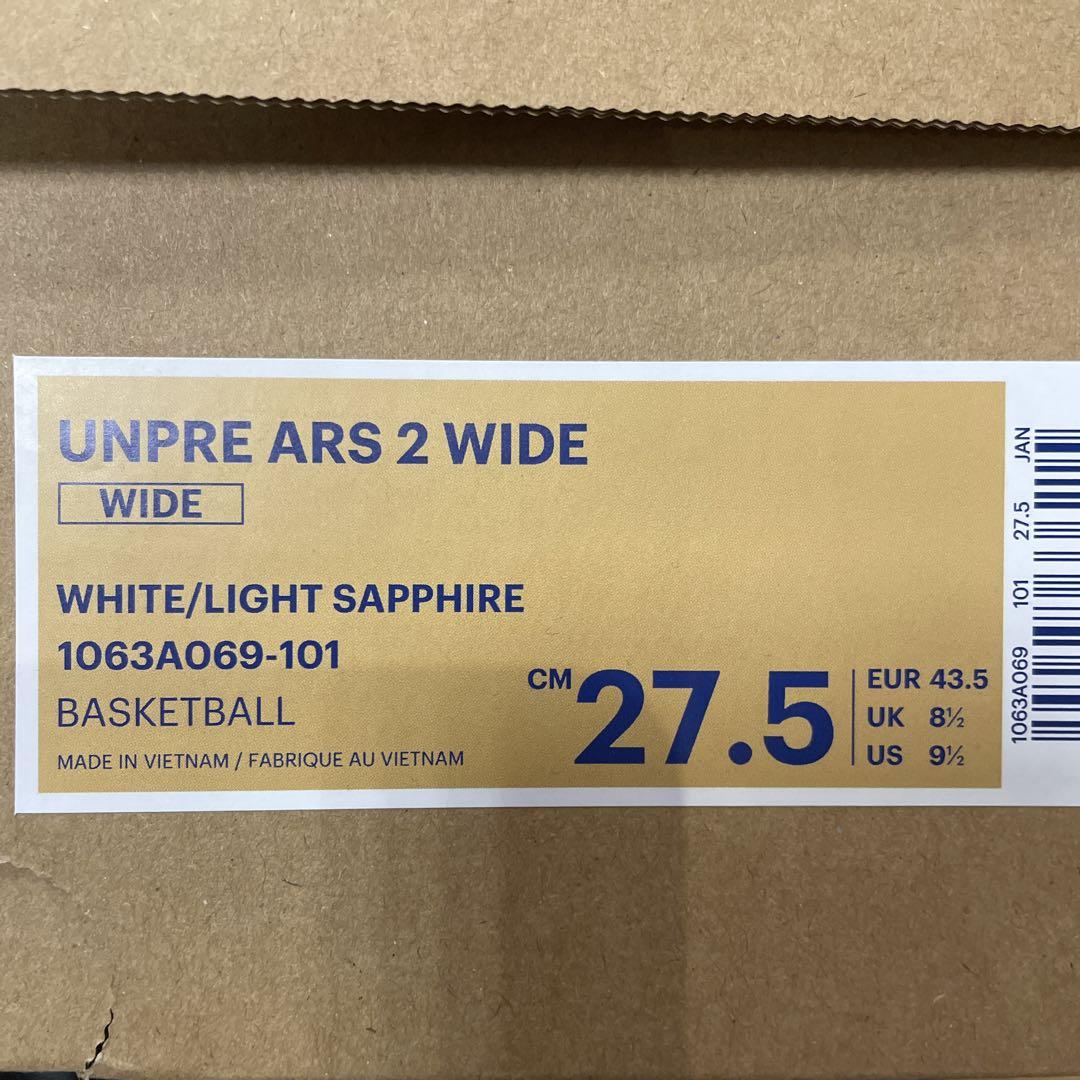 UNPRE ARS 2 WIDE
WIDE
WHITE/LIGHT SAPPHIRE
1063A069-101
BASKETBALL
MADE IN VIETNAM / FABRIQUE AU VIETNAM
CM 27.5
EUR 43.5
UK 8½
US 9½
1063A069 101 27.5 JAN